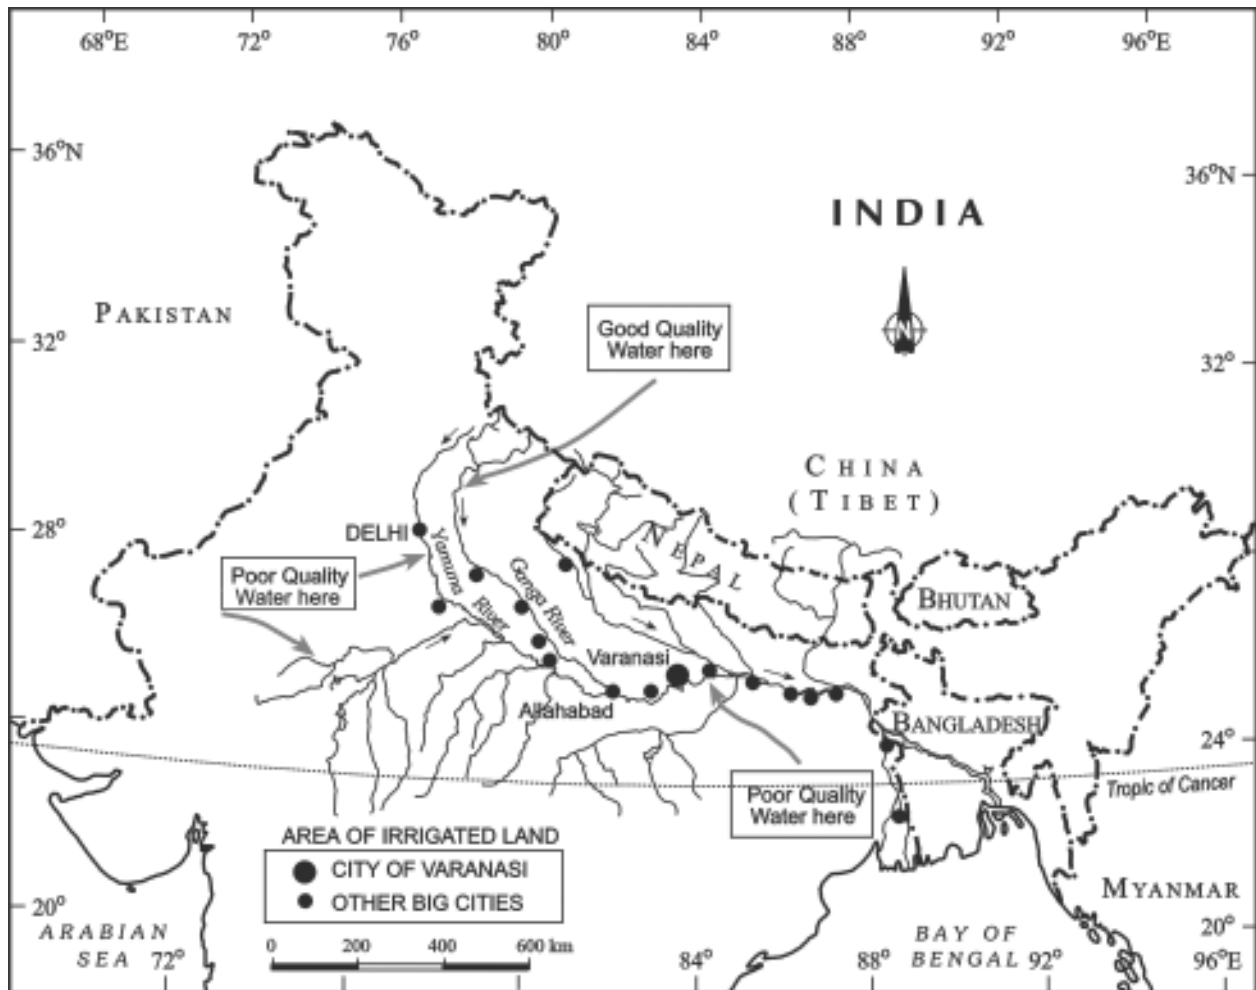 68°E 72° 76° 80° 84° 88° 92° 96°E
36°N
36°N
INDIA
PAKISTAN
Good Quality
Water here
N
32°
32°
CHINA
(TIBET)
28°
DELHI
NEPAL
28°
Yamuna River
Ganga River
Poor Quality
Water here
BHUTAN
Varanasi
Allahabad
BANGLADESH
24°
Tropic of Cancer
Poor Quality
Water here
AREA OF IRRIGATED LAND
CITY OF VARANASI
OTHER BIG CITIES
MYANMAR
20°
20°
ARABIAN
SEA
BAY OF
BENGAL
0 200 400 600 km
72° 84° 88° 92° 96°E